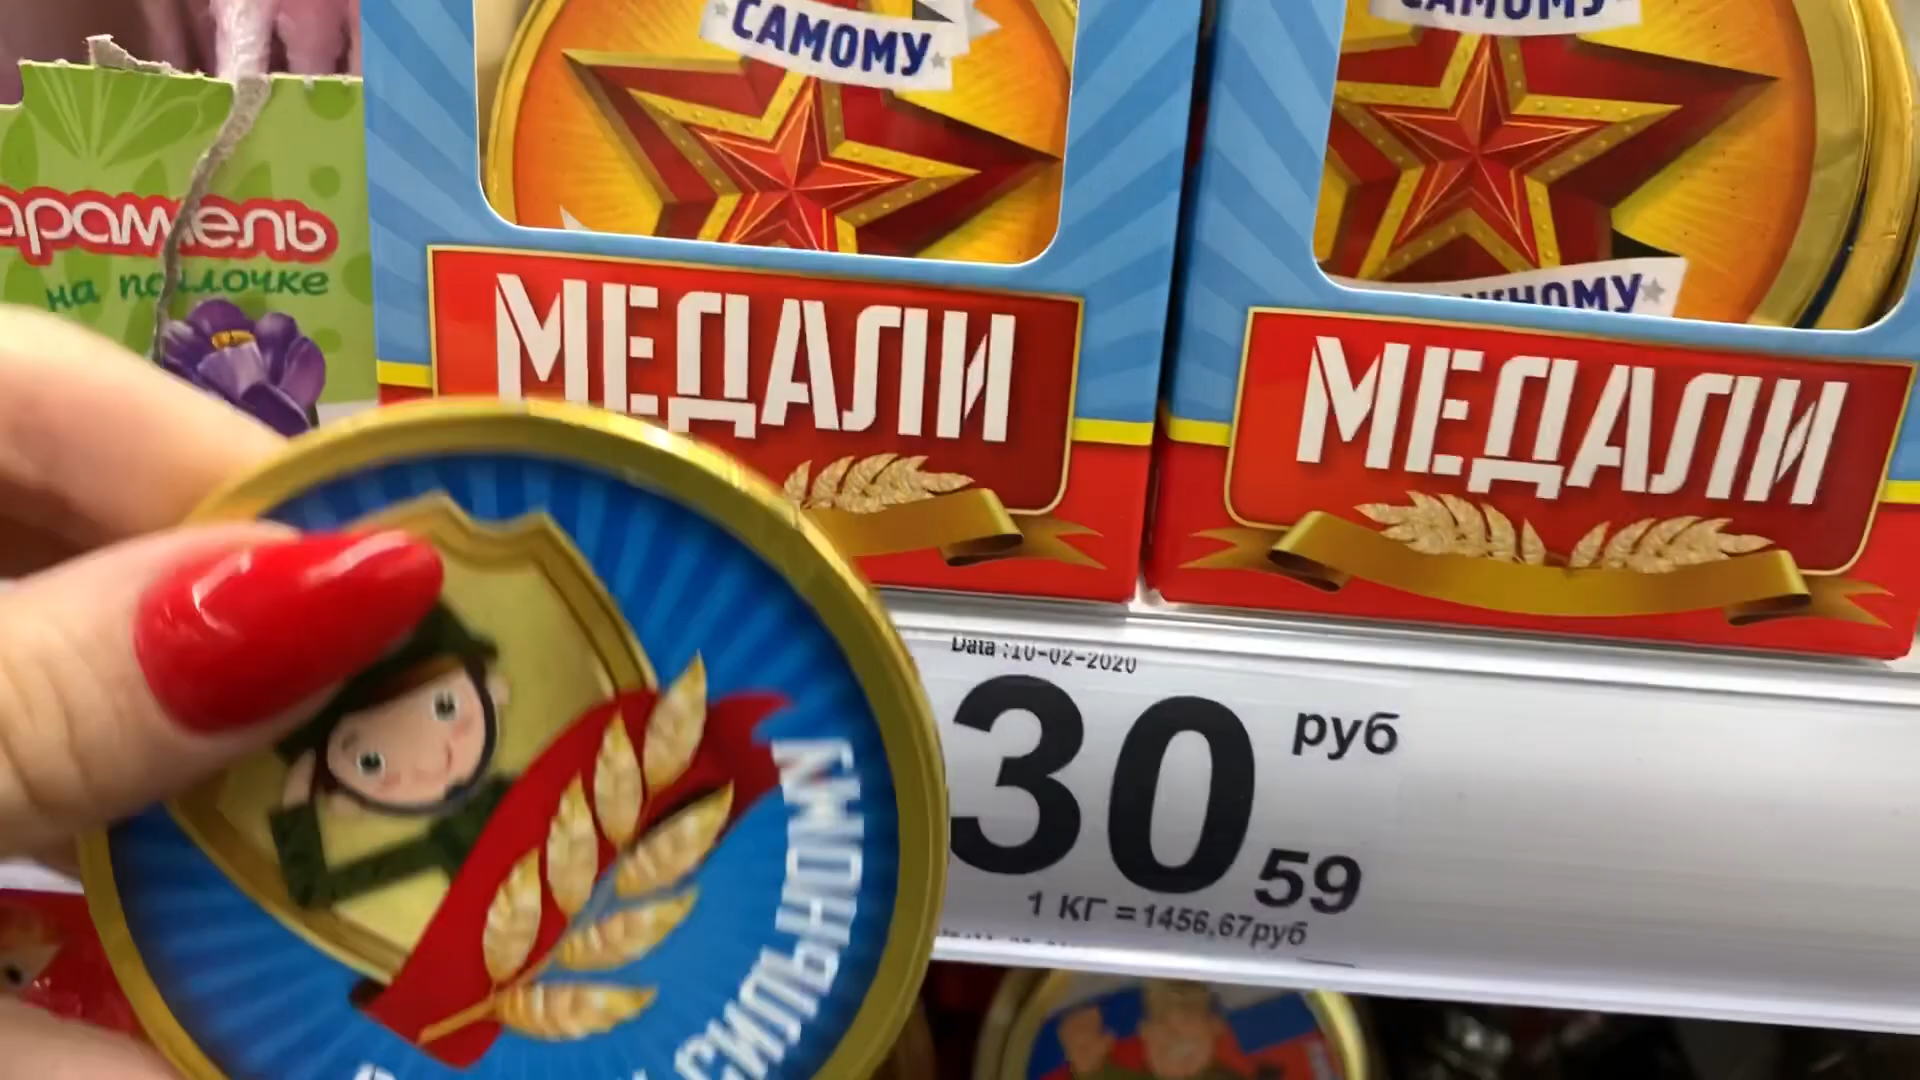 САМОМУ
САМОМУ
арамель
на палочке
МЕДАЛИ
МЕДАЛИ
Data :10-02-2020
30 руб
59
1 КГ =1456,67руб
СИЛЬНОМУ